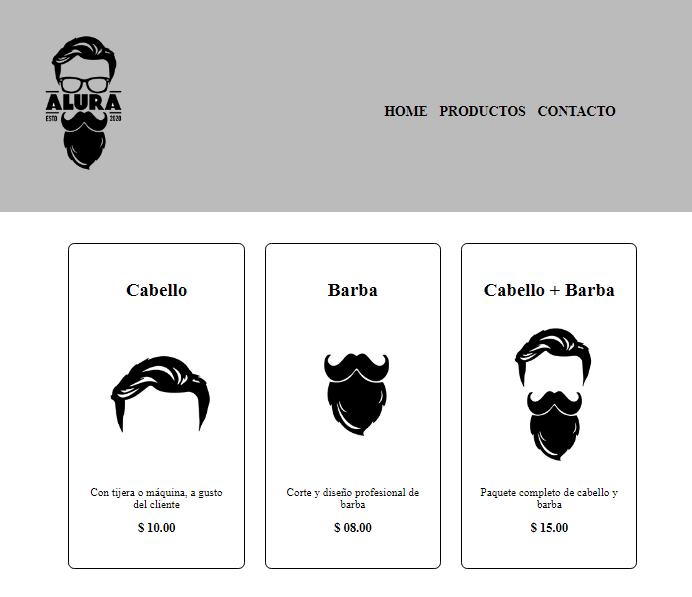 ALURA
ESTD 2020
HOME PRODUCTOS CONTACTO
Cabello
Con tijera o máquina, a gusto
del cliente
$ 10.00
Barba
Corte y diseño profesional de
barba
$ 08.00
Cabello + Barba
Paquete completo de cabello y
barba
$ 15.00